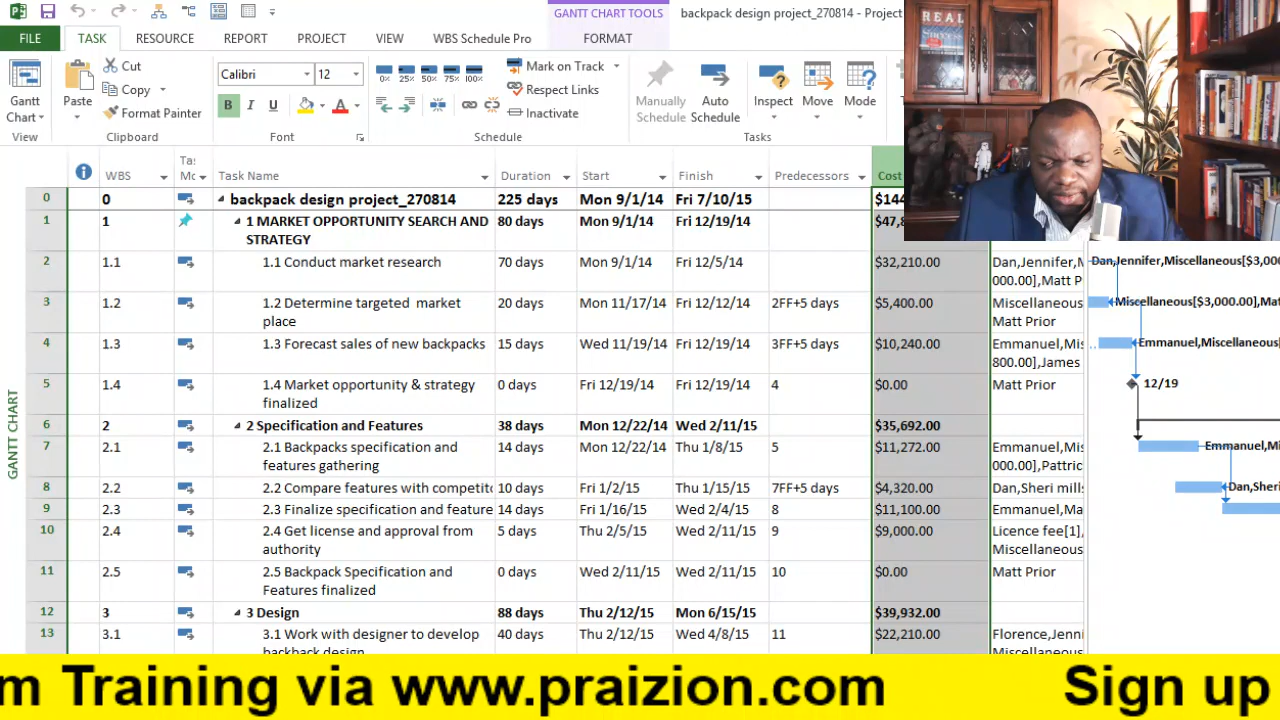 GANTT CHART TOOLS
backpack design project_270814 - Project
FILE TASK RESOURCE REPORT PROJECT VIEW WBS Schedule Pro FORMAT
REAL
Success
Gantt Chart
View
Paste
Cut
Copy
Format Painter
Clipboard
Calibri 12
B I U A
Font
0% 25% 50% 75% 100%
Mark on Track
Respect Links
Inactivate
Schedule
Manually Schedule
Auto Schedule
Inspect
Move
Mode
Tasks
WBS Tas Mc Task Name Duration Start Finish Predecessors Cost
0 0 backpack design project_270814 225 days Mon 9/1/14 Fri 7/10/15 $144
1 1 1 MARKET OPPORTUNITY SEARCH AND 80 days Mon 9/1/14 Fri 12/19/14
STRATEGY
2 1.1 1.1 Conduct market research 70 days Mon 9/1/14 Fri 12/5/14 $32,210.00 Dan,Jennifer,M
000.00],Matt P
Dan,Jennifer,Miscellaneous[$3,00
3 1.2 1.2 Determine targeted market 20 days Mon 11/17/14 Fri 12/12/14 2FF+5 days $5,400.00 Miscellaneous
place Matt Prior
Miscellaneous[$3,000.00],Mat
4 1.3 1.3 Forecast sales of new backpacks 15 days Wed 11/19/14 Fri 12/19/14 3FF+5 days $10,240.00 Emmanuel,Mis
800.00],James
Emmanuel,Miscellaneous[
5 1.4 1.4 Market opportunity & strategy 0 days Fri 12/19/14 Fri 12/19/14 4 $0.00 Matt Prior 12/19
finalized
6 2 2 Specification and Features 38 days Mon 12/22/14 Wed 2/11/15 $35,692.00
7 2.1 2.1 Backpacks specification and 14 days Mon 12/22/14 Thu 1/8/15 5 $11,272.00 Emmanuel,Mis
features gathering 000.00],Pattric
Emmanuel,Mi
8 2.2 2.2 Compare features with competito 10 days Fri 1/2/15 Thu 1/15/15 7FF+5 days $4,320.00 Dan,Sheri mills Dan,Sheri
9 2.3 2.3 Finalize specification and feature 14 days Fri 1/16/15 Wed 2/4/15 8 $11,100.00 Emmanuel,Ma
10 2.4 2.4 Get license and approval from 5 days Thu 2/5/15 Wed 2/11/15 9 $9,000.00 Licence fee[1],
authority Miscellaneous
11 2.5 2.5 Backpack Specification and 0 days Wed 2/11/15 Wed 2/11/15 10 $0.00 Matt Prior
Features finalized
12 3 3 Design 88 days Thu 2/12/15 Mon 6/15/15 $39,932.00
13 3.1 3.1 Work with designer to develop 40 days Thu 2/12/15 Wed 4/8/15 11 $22,210.00 Florence,Jenni
backback design Miscellaneous
GANTT CHART
m Training via www.praizion.com Sign up